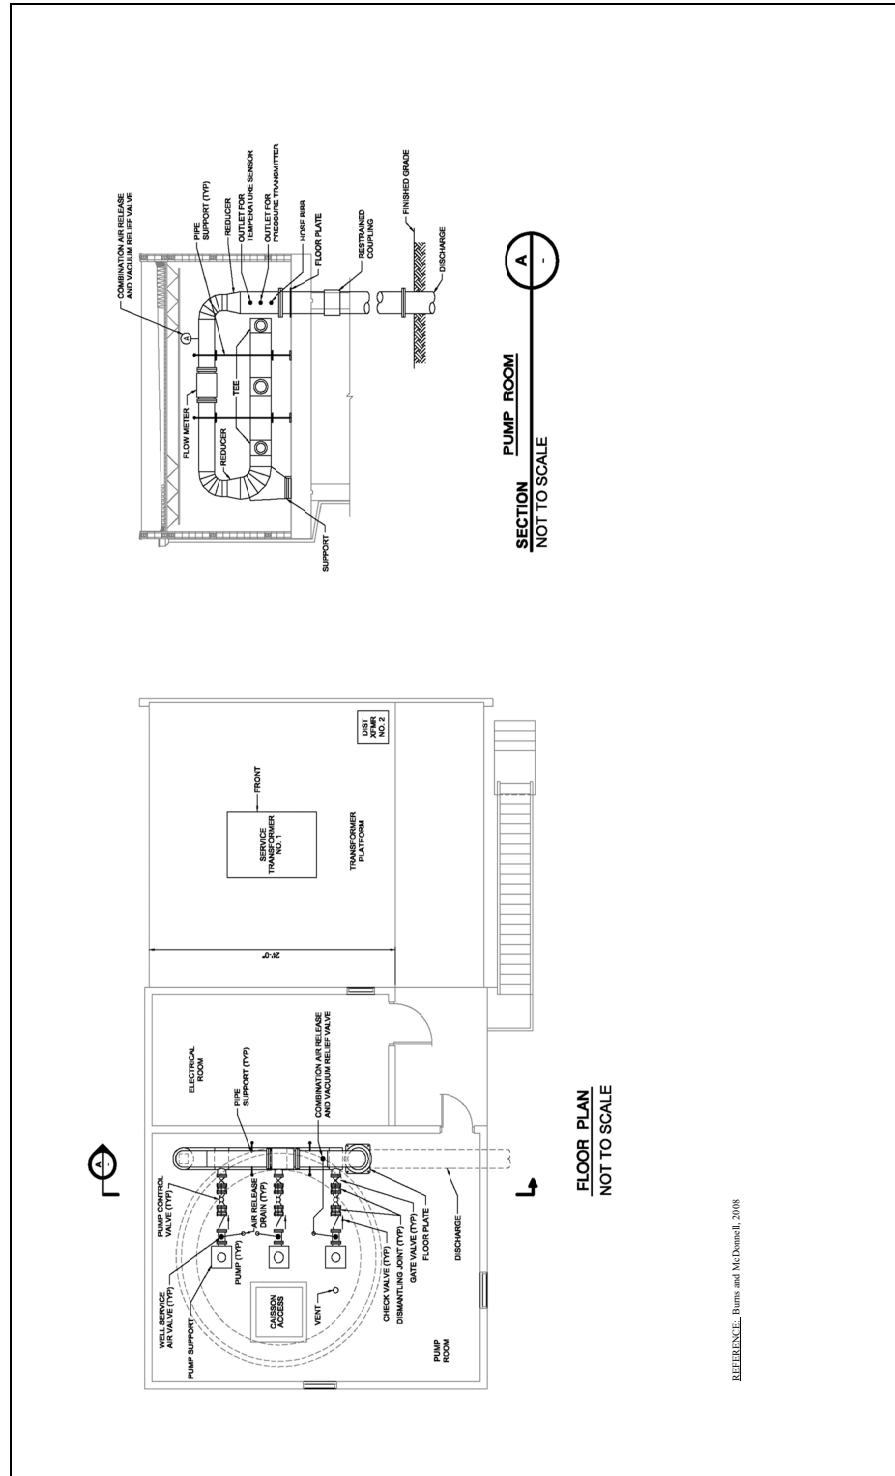 COMBINATION AIR RELEASE
AND VACUUM RELIEF VALVE
PIPE
SUPPORT (TYP)
REDUCER
OUTLET FOR
TEMPERATURE SENSOR
OUTLET FOR
PRESSURE TRANSMITTER
HOSE BIBB
FLOOR PLATE
RESTRAINED
COUPLING
FINISHED GRADE
DISCHARGE
A
FLOW METER
REDUCER
TEE
SUPPORT
A
-
SECTION PUMP ROOM
NOT TO SCALE
DIST
XFMR
NO. 2
FRONT
SERVICE
TRANSFORMER
NO. 1
TRANSFORMER
PLATFORM
ELECTRICAL
ROOM
PIPE
SUPPORT (TYP)
COMBINATION AIR RELEASE
AND VACUUM RELIEF VALVE
A
-
PUMP CONTROL
VALVE (TYP)
AIR RELEASE
DRAIN (TYP)
PUMP (TYP)
WELL SERVICE
AIR VALVE (TYP)
PUMP SUPPORT
CAISSON
ACCESS
VENT
CHECK VALVE (TYP)
DISMANTLING JOINT (TYP)
GATE VALVE (TYP)
FLOOR PLATE
DISCHARGE
PUMP
ROOM
FLOOR PLAN
NOT TO SCALE
REFERENCE: Burns and McDonnell, 2008